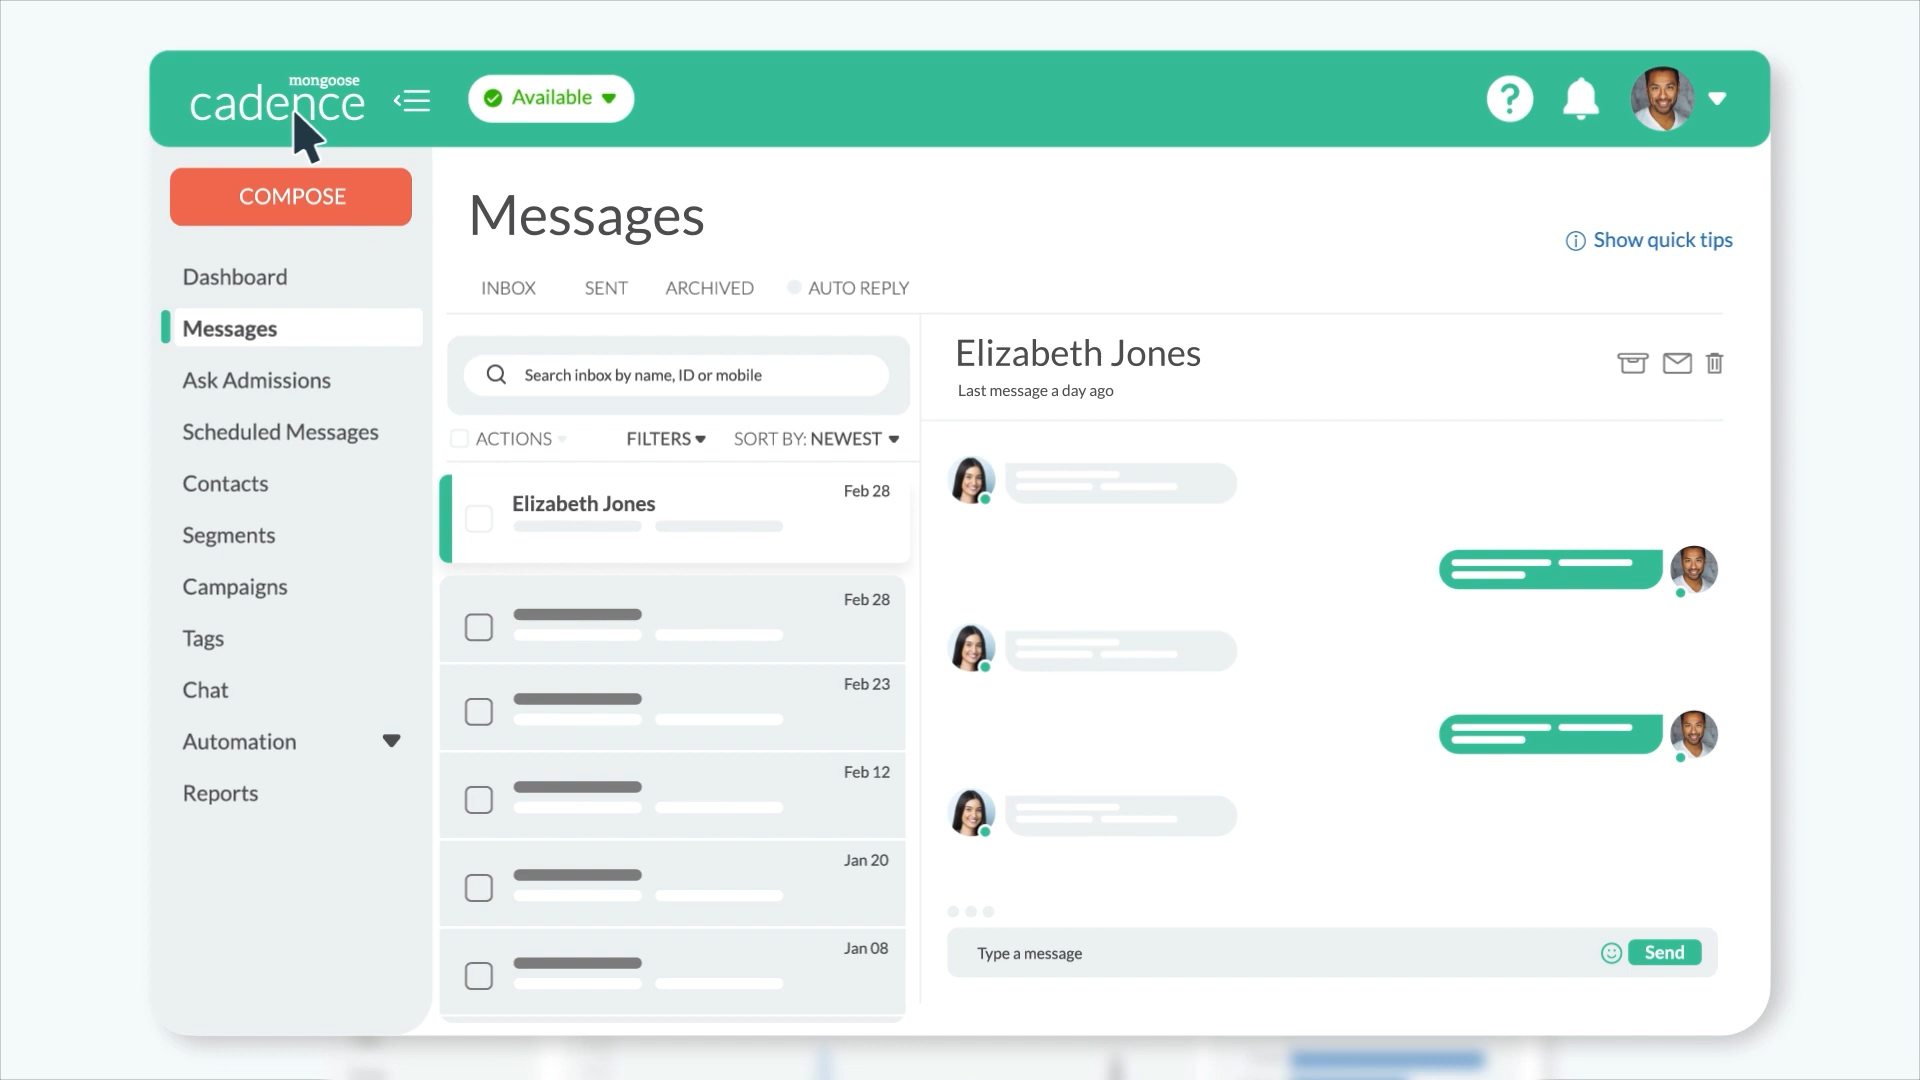 mongoose
cadence
Available
?
COMPOSE
Dashboard
Messages
Ask Admissions
Scheduled Messages
Contacts
Segments
Campaigns
Tags
Chat
Automation
Reports
Messages
Show quick tips
INBOX SENT ARCHIVED AUTO REPLY
Search inbox by name, ID or mobile
ACTIONS FILTERS SORT BY: NEWEST
Elizabeth Jones Feb 28
Feb 28
Feb 23
Feb 12
Jan 20
Jan 08
Elizabeth Jones
Last message a day ago
Type a message
Send